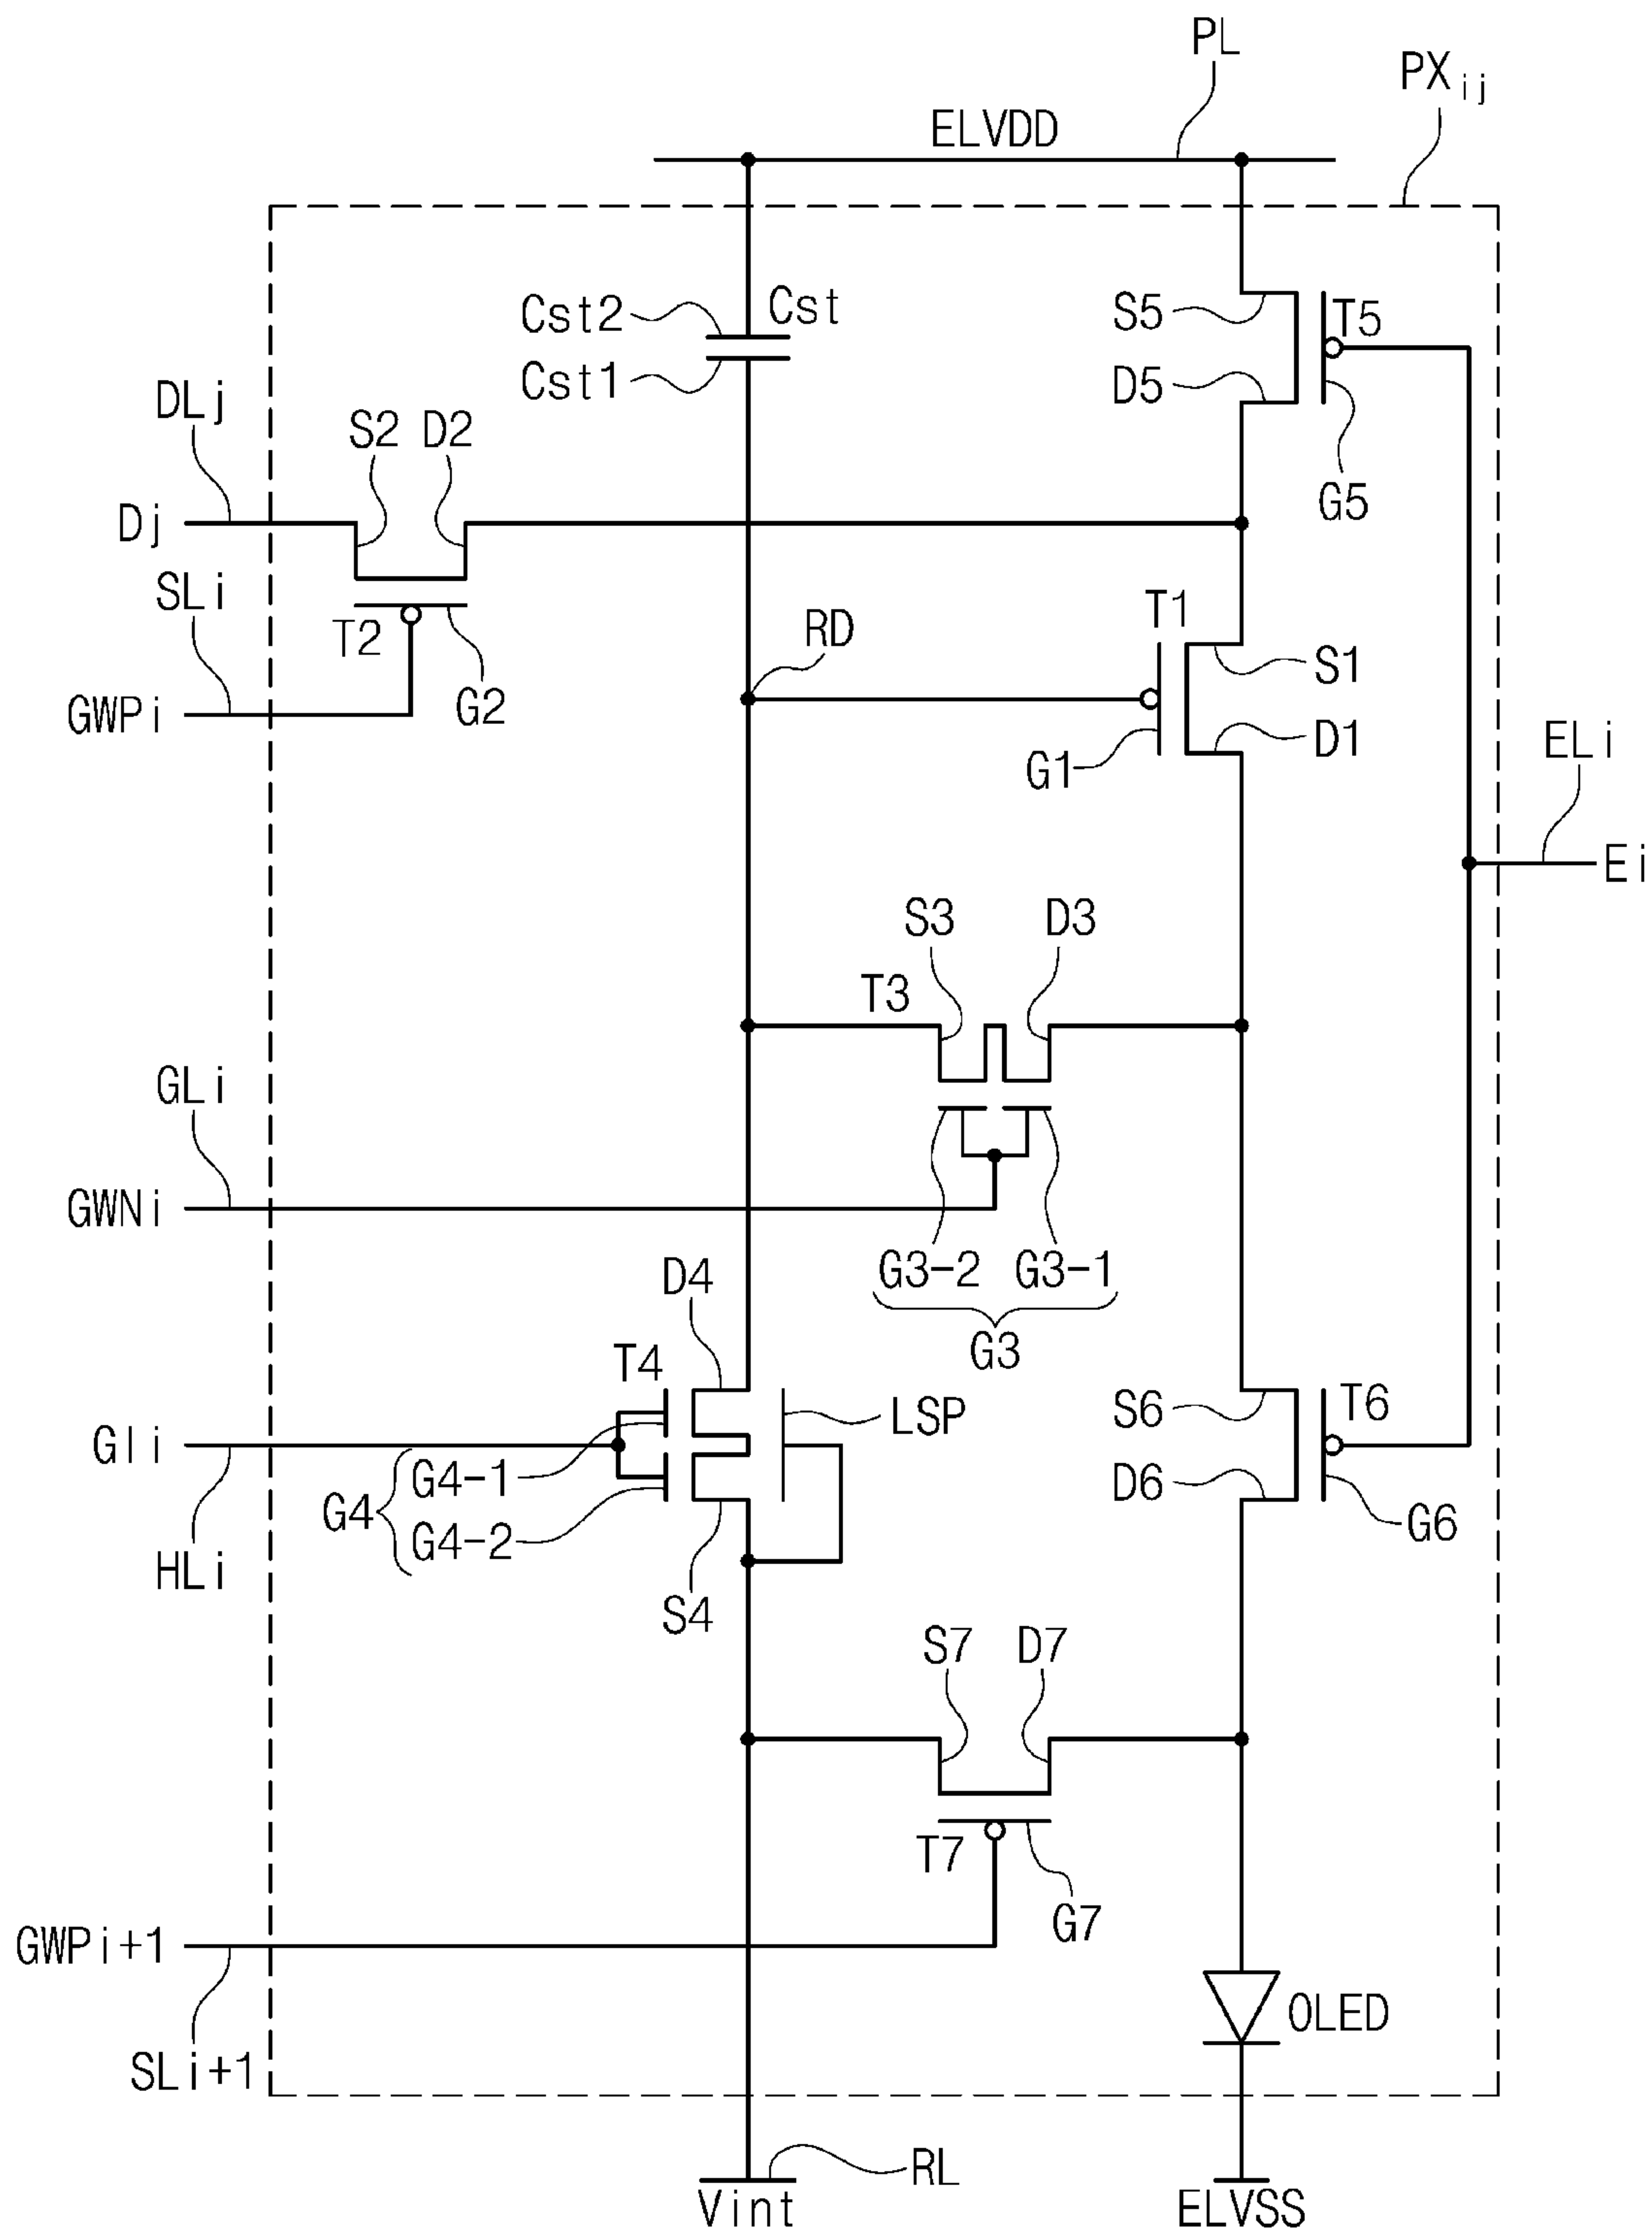 PL
PXij
ELVDD
Cst2
Cst
Cst1
S5
T5
D5
G5
DLj
S2
D2
Dj
SLi
T2
G2
GWPi
RD
T1
S1
G1
D1
ELi
Ei
S3
D3
T3
GLi
GWNi
G3-2
G3-1
G3
D4
T4
LSP
S6
T6
GIi
G4-1
D6
G4
G4-2
G6
HLi
S4
S7
D7
T7
G7
GWPi+1
OLED
SLi+1
RL
Vint
ELVSS